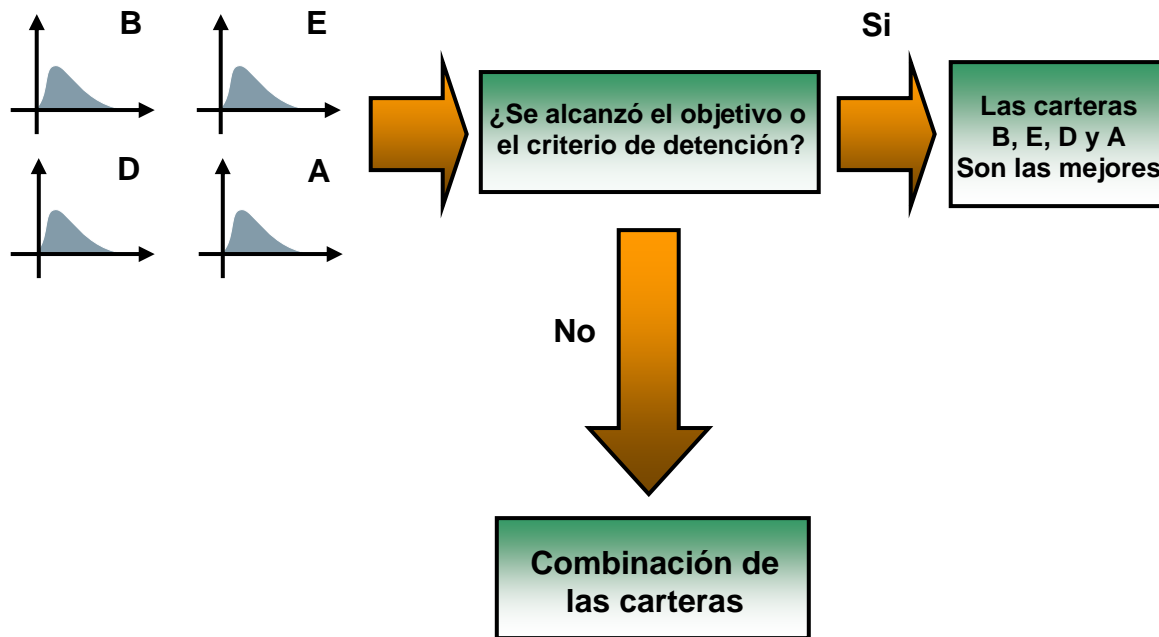 B
E
D
A
¿Se alcanzó el objetivo o
el criterio de detención?
Si
Las carteras
B, E, D y A
Son las mejores
No
Combinación de
las carteras